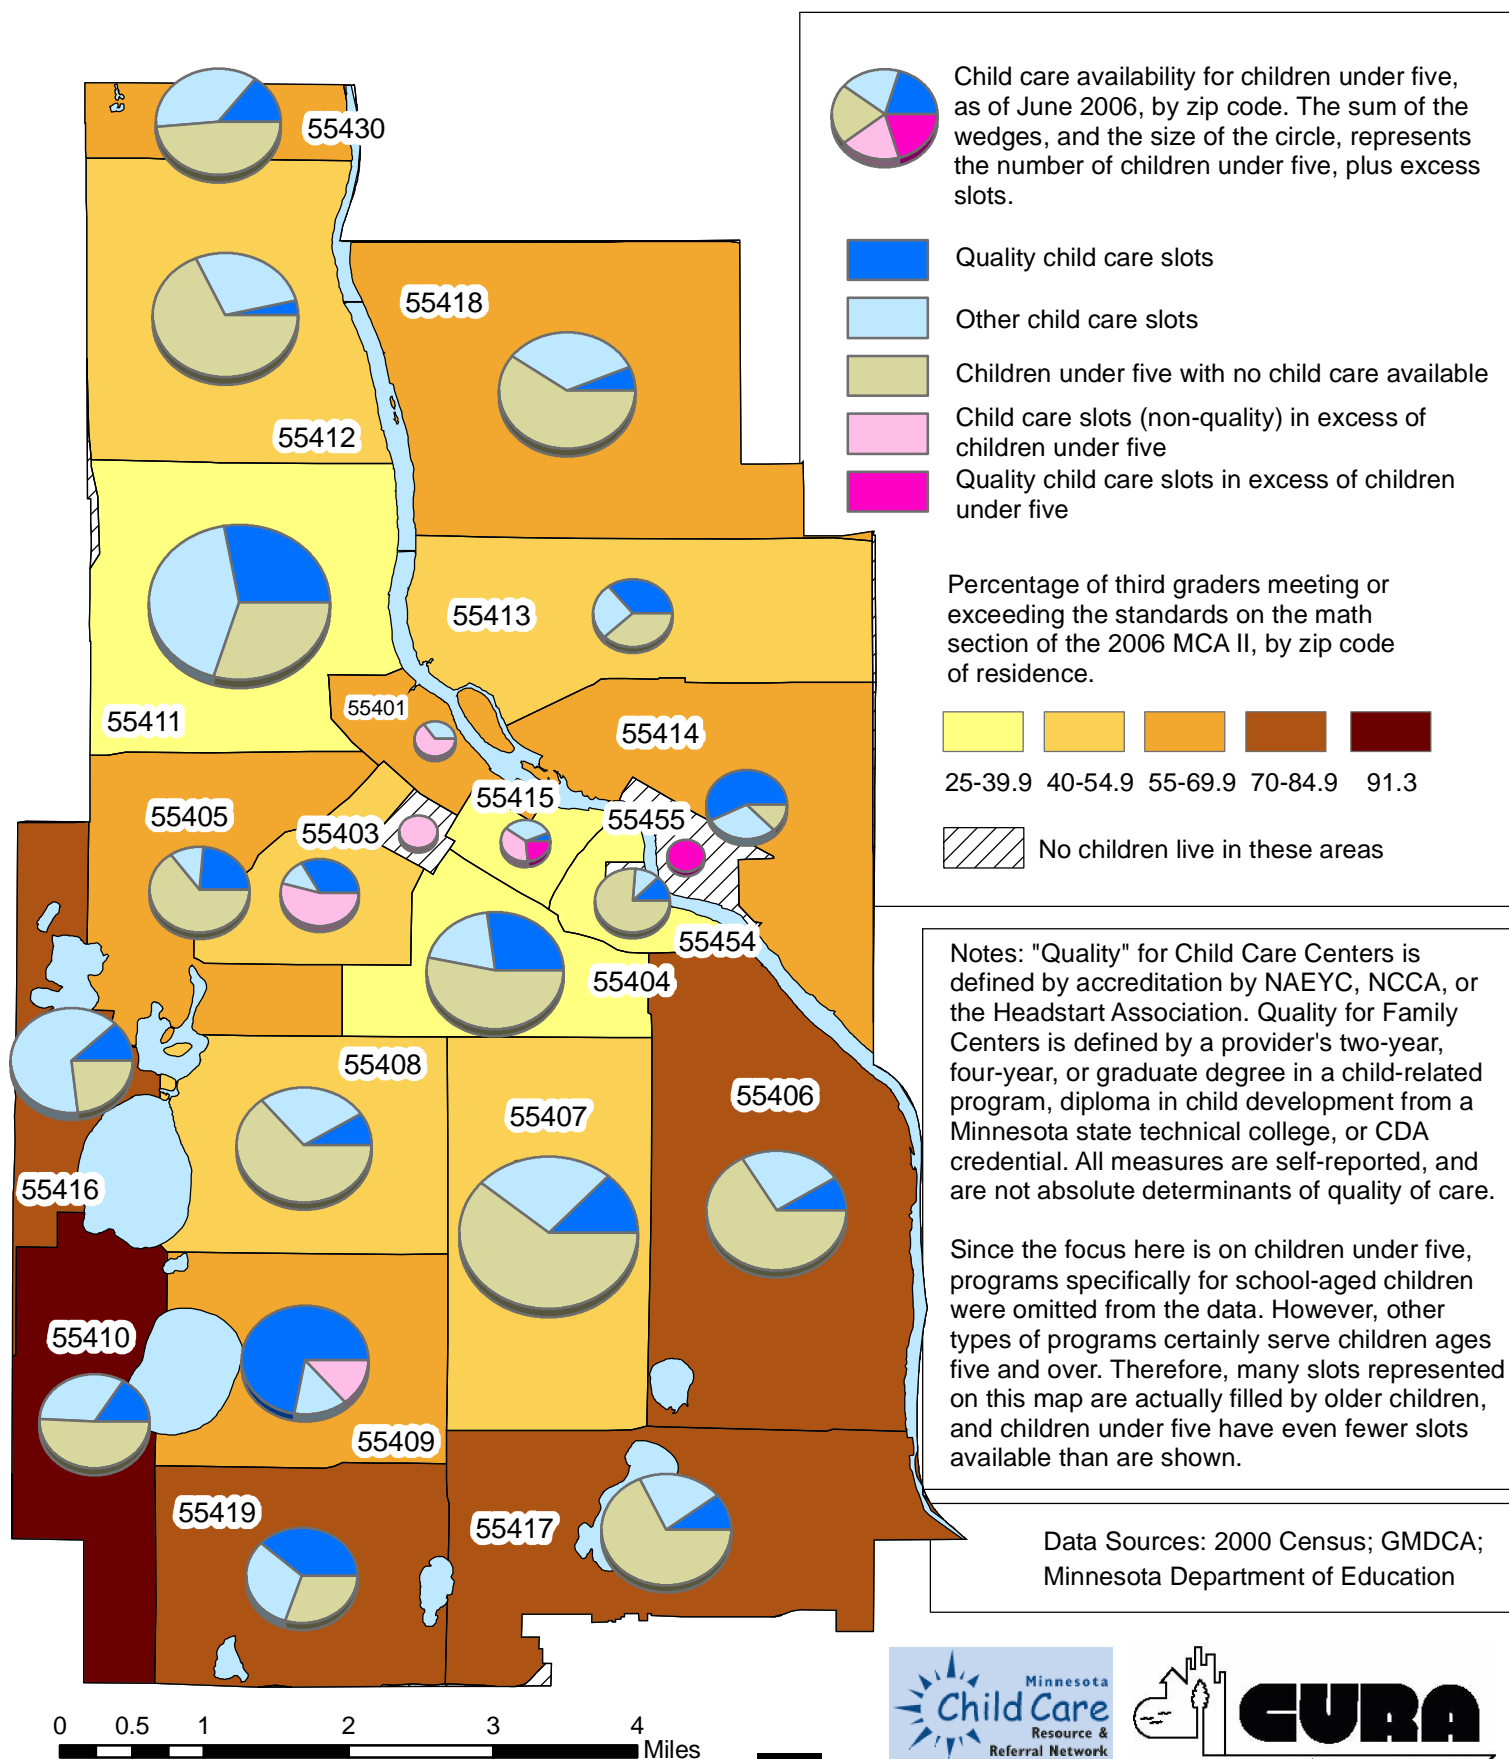 Child care availability for children under five,
as of June 2006, by zip code. The sum of the
wedges, and the size of the circle, represents
the number of children under five, plus excess
slots.
Quality child care slots
Other child care slots
Children under five with no child care available
Child care slots (non-quality) in excess of
children under five
Quality child care slots in excess of children
under five
Percentage of third graders meeting or
exceeding the standards on the math
section of the 2006 MCA II, by zip code
of residence.
25-39.9 40-54.9 55-69.9 70-84.9 91.3
No children live in these areas
55430
55418
55412
55413
55401
55411
55414
55415
55405
55403
55455
55454
55404
55408
55407
55406
55416
55410
55409
55419
55417
Notes: "Quality" for Child Care Centers is
defined by accreditation by NAEYC, NCCA, or
the Headstart Association. Quality for Family
Centers is defined by a provider's two-year,
four-year, or graduate degree in a child-related
program, diploma in child development from a
Minnesota state technical college, or CDA
credential. All measures are self-reported, and
are not absolute determinants of quality of care.
Since the focus here is on children under five,
programs specifically for school-aged children
were omitted from the data. However, other
types of programs certainly serve children ages
five and over. Therefore, many slots represented
on this map are actually filled by older children,
and children under five have even fewer slots
available than are shown.
Data Sources: 2000 Census; GMDCA;
Minnesota Department of Education
0 0.5 1 2 3 4
Miles
Minnesota
Child Care
Resource &
Referral Network
CURA